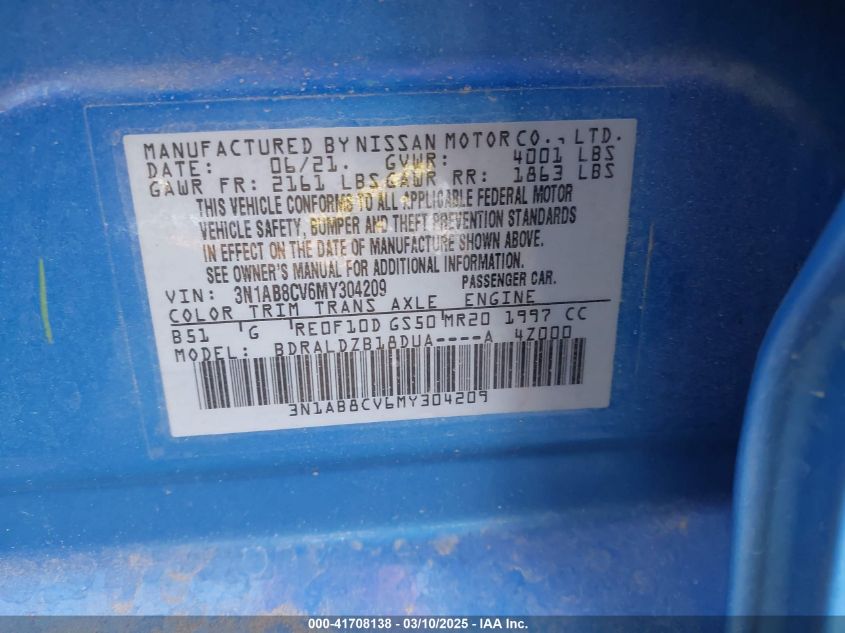 MANUFACTURED BY NISSAN MOTOR CO., LTD.
DATE: 06/21. GVWR: 4001 LBS
GAWR FR: 2161 LBS GAWR RR: 1863 LBS
THIS VEHICLE CONFORMS TO ALL APPLICABLE FEDERAL MOTOR
VEHICLE SAFETY, BUMPER AND THEFT PREVENTION STANDARDS
IN EFFECT ON THE DATE OF MANUFACTURE SHOWN ABOVE.
SEE OWNER'S MANUAL FOR ADDITIONAL INFORMATION.
VIN: 3N1AB8CV6MY304209 PASSENGER CAR.
COLOR TRIM TRANS AXLE ENGINE
B51 'G 'RE0F10D GS50'MR20 1997 CC
MODEL: BDRALDZB18DUA----A 4Z000
3N1AB8CV6MY304209
000-41708138 - 03/10/2025 - IAA Inc.